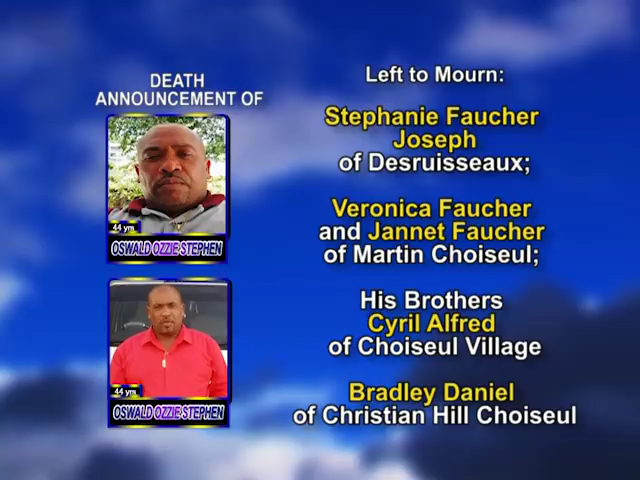 DEATH
ANNOUNCEMENT OF
44 yrs
OSWALD OZZIE STEPHEN
44 yrs
OSWALD OZZIE STEPHEN
Left to Mourn:
Stephanie Faucher
Joseph
of Desruisseaux;
Veronica Faucher
and Jannet Faucher
of Martin Choiseul;
His Brothers
Cyril Alfred
of Choiseul Village
Bradley Daniel
of Christian Hill Choiseul